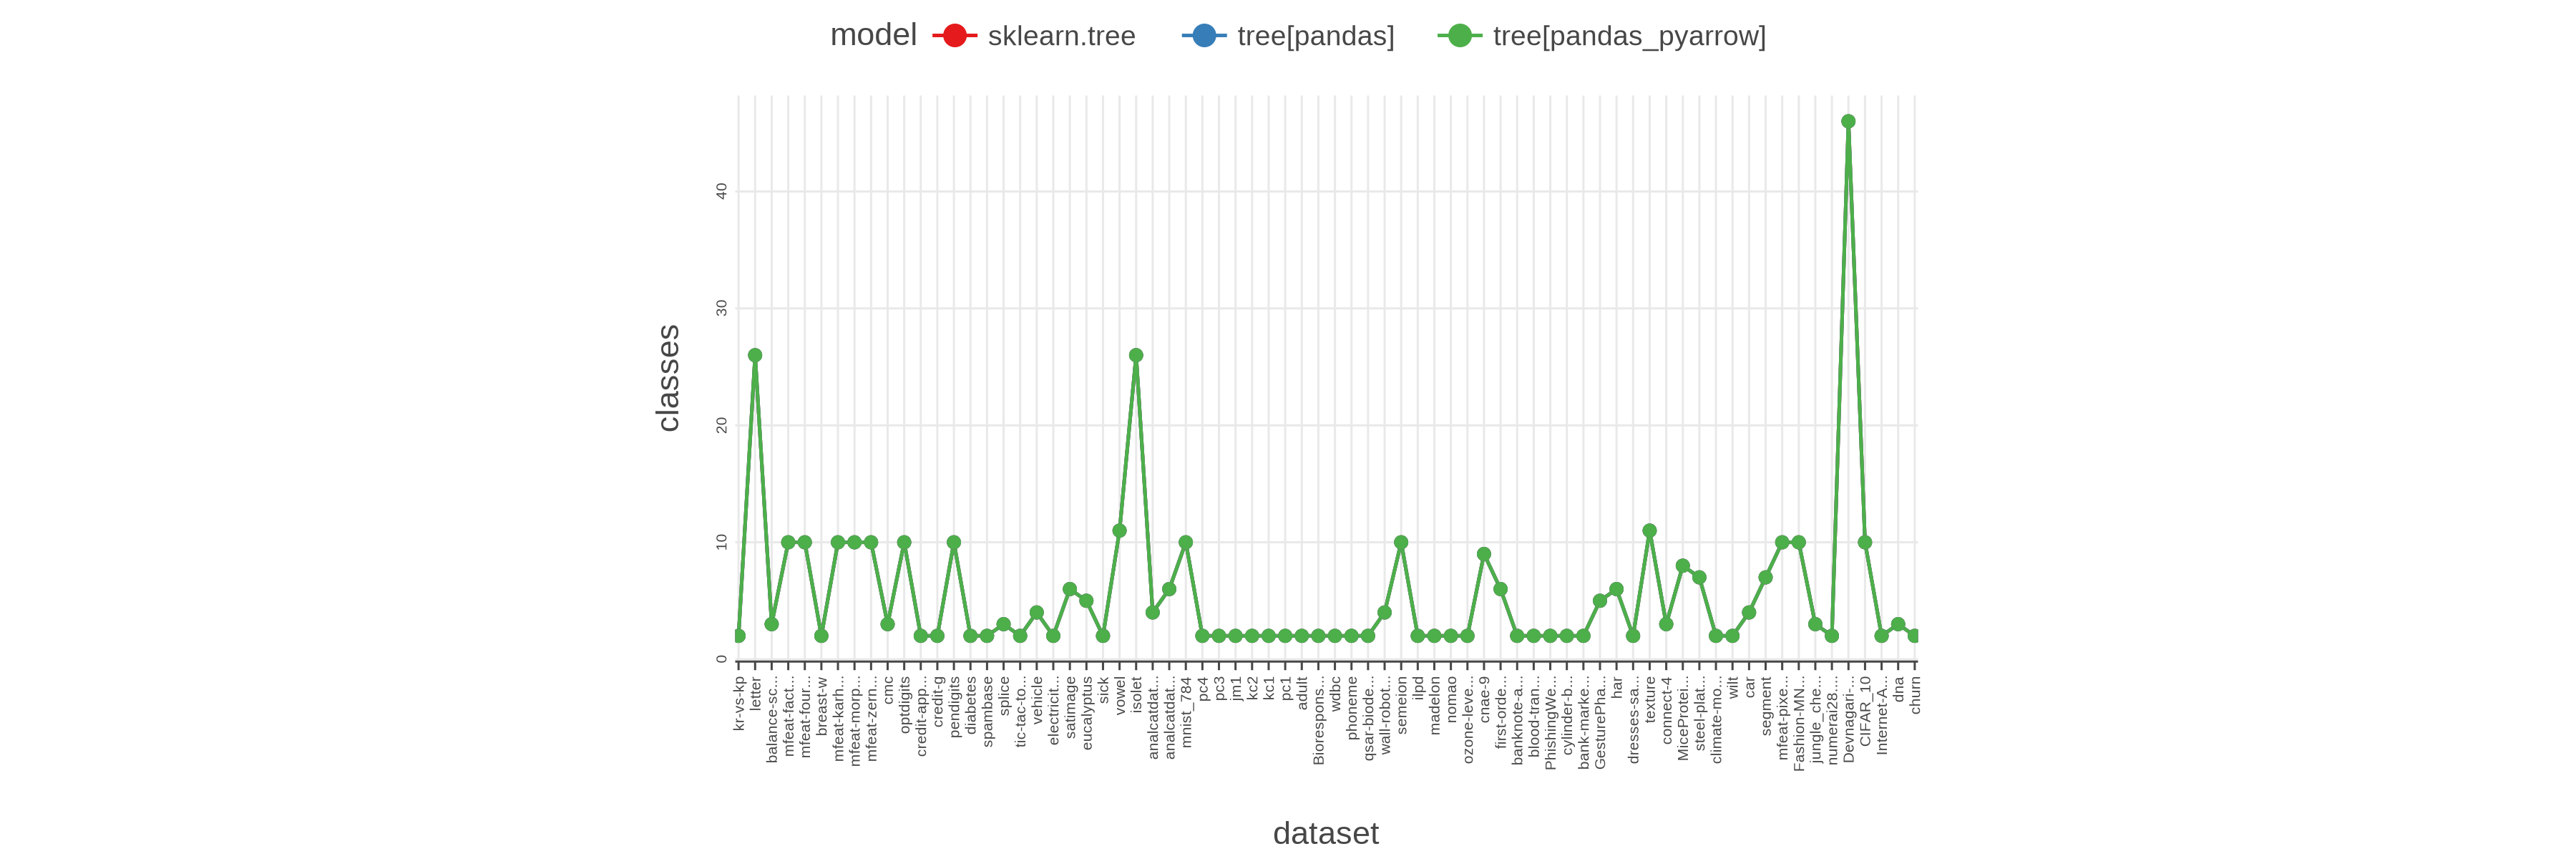 model sklearn.tree tree[pandas] tree[pandas_pyarrow]
classes
40
30
20
10
0
kr-vs-kp
letter
balance-sc...
mfeat-fact...
mfeat-four...
breast-w
mfeat-karh...
mfeat-morp...
mfeat-zern...
cmc
optdigits
credit-app...
credit-g
pendigits
diabetes
spambase
splice
tic-tac-to...
vehicle
electricit...
satimage
eucalyptus
sick
vowel
isolet
analcatdat...
analcatdat...
mnist_784
pc4
pc3
jm1
kc2
kc1
pc1
adult
Biorespons...
wdbc
phoneme
qsar-biode...
wall-robot...
semeion
ilpd
madelon
nomao
ozone-leve...
cnae-9
first-orde...
banknote-a...
blood-tran...
PhishingWe...
cylinder-b...
bank-marke...
GesturePha...
har
dresses-sa...
texture
connect-4
MiceProtei...
steel-plat...
climate-mo...
wilt
car
segment
mfeat-pixe...
Fashion-MN...
jungle_che...
numerai28....
Devnagari-...
CIFAR_10
Internet-A...
dna
churn
dataset